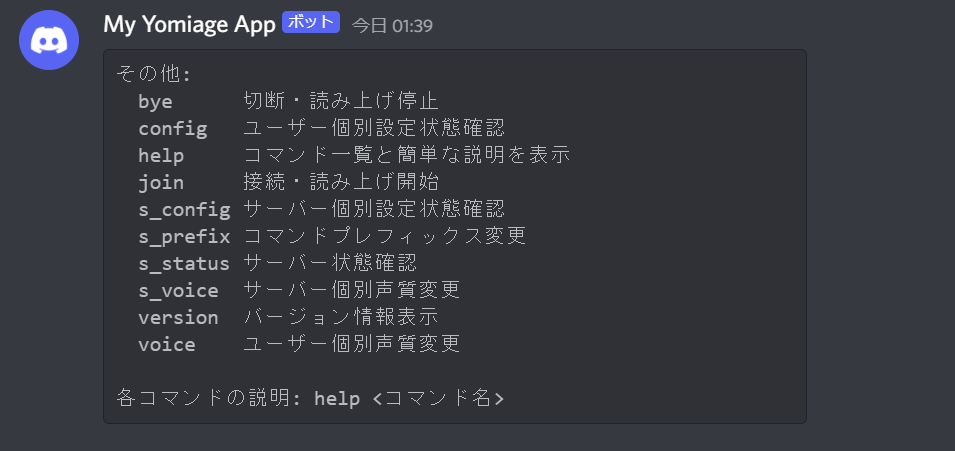 My Yomiage App ボット 今日 01:39
その他:
  bye      切断・読み上げ停止
  config   ユーザー個別設定状態確認
  help     コマンド一覧と簡単な説明を表示
  join     接続・読み上げ開始
  s_config サーバー個別設定状態確認
  s_prefix コマンドプレフィックス変更
  s_status サーバー状態確認
  s_voice  サーバー個別声質変更
  version  バージョン情報表示
  voice    ユーザー個別声質変更
各コマンドの説明: help <コマンド名>